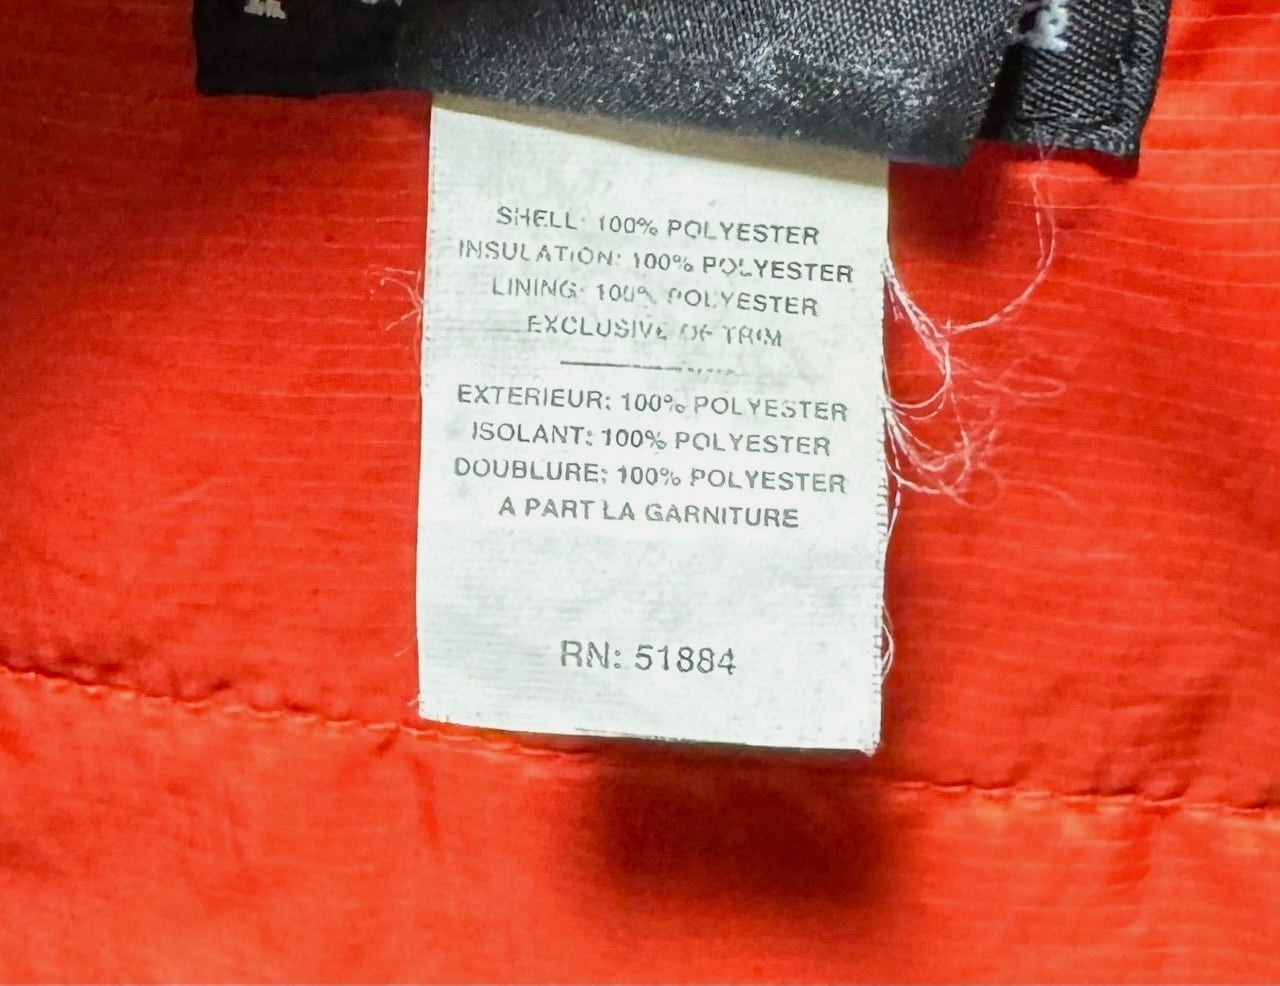 SHELL: 100% POLYESTER
INSULATION: 100% POLYESTER
LINING: 100% POLYESTER
EXCLUSIVE OF TRIM
EXTERIEUR: 100% POLYESTER
ISOLANT: 100% POLYESTER
DOUBLURE: 100% POLYESTER
A PART LA GARNITURE
RN: 51884